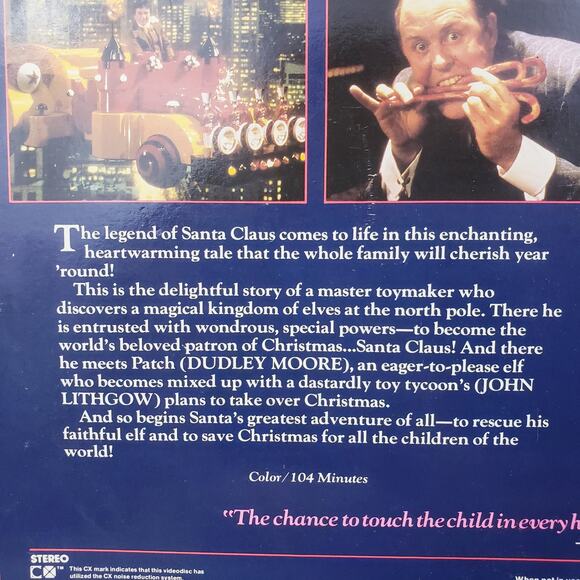 The legend of Santa Claus comes to life in this enchanting,
heartwarming tale that the whole family will cherish year
'round!
This is the delightful story of a master toymaker who
discovers a magical kingdom of elves at the north pole. There he
is entrusted with wondrous, special powers—to become the
world's beloved patron of Christmas...Santa Claus! And there
he meets Patch (DUDLEY MOORE), an eager-to-please elf
who becomes mixed up with a dastardly toy tycoon's (JOHN
LITHGOW) plans to take over Christmas.
And so begins Santa's greatest adventure of all—to rescue his
faithful elf and to save Christmas for all the children of the
world!
Color/104 Minutes
"The chance to touch the child in every h
STEREO
CX™ This CX mark indicates that this videodisc has
utilized the CX noise reduction system.
When not in